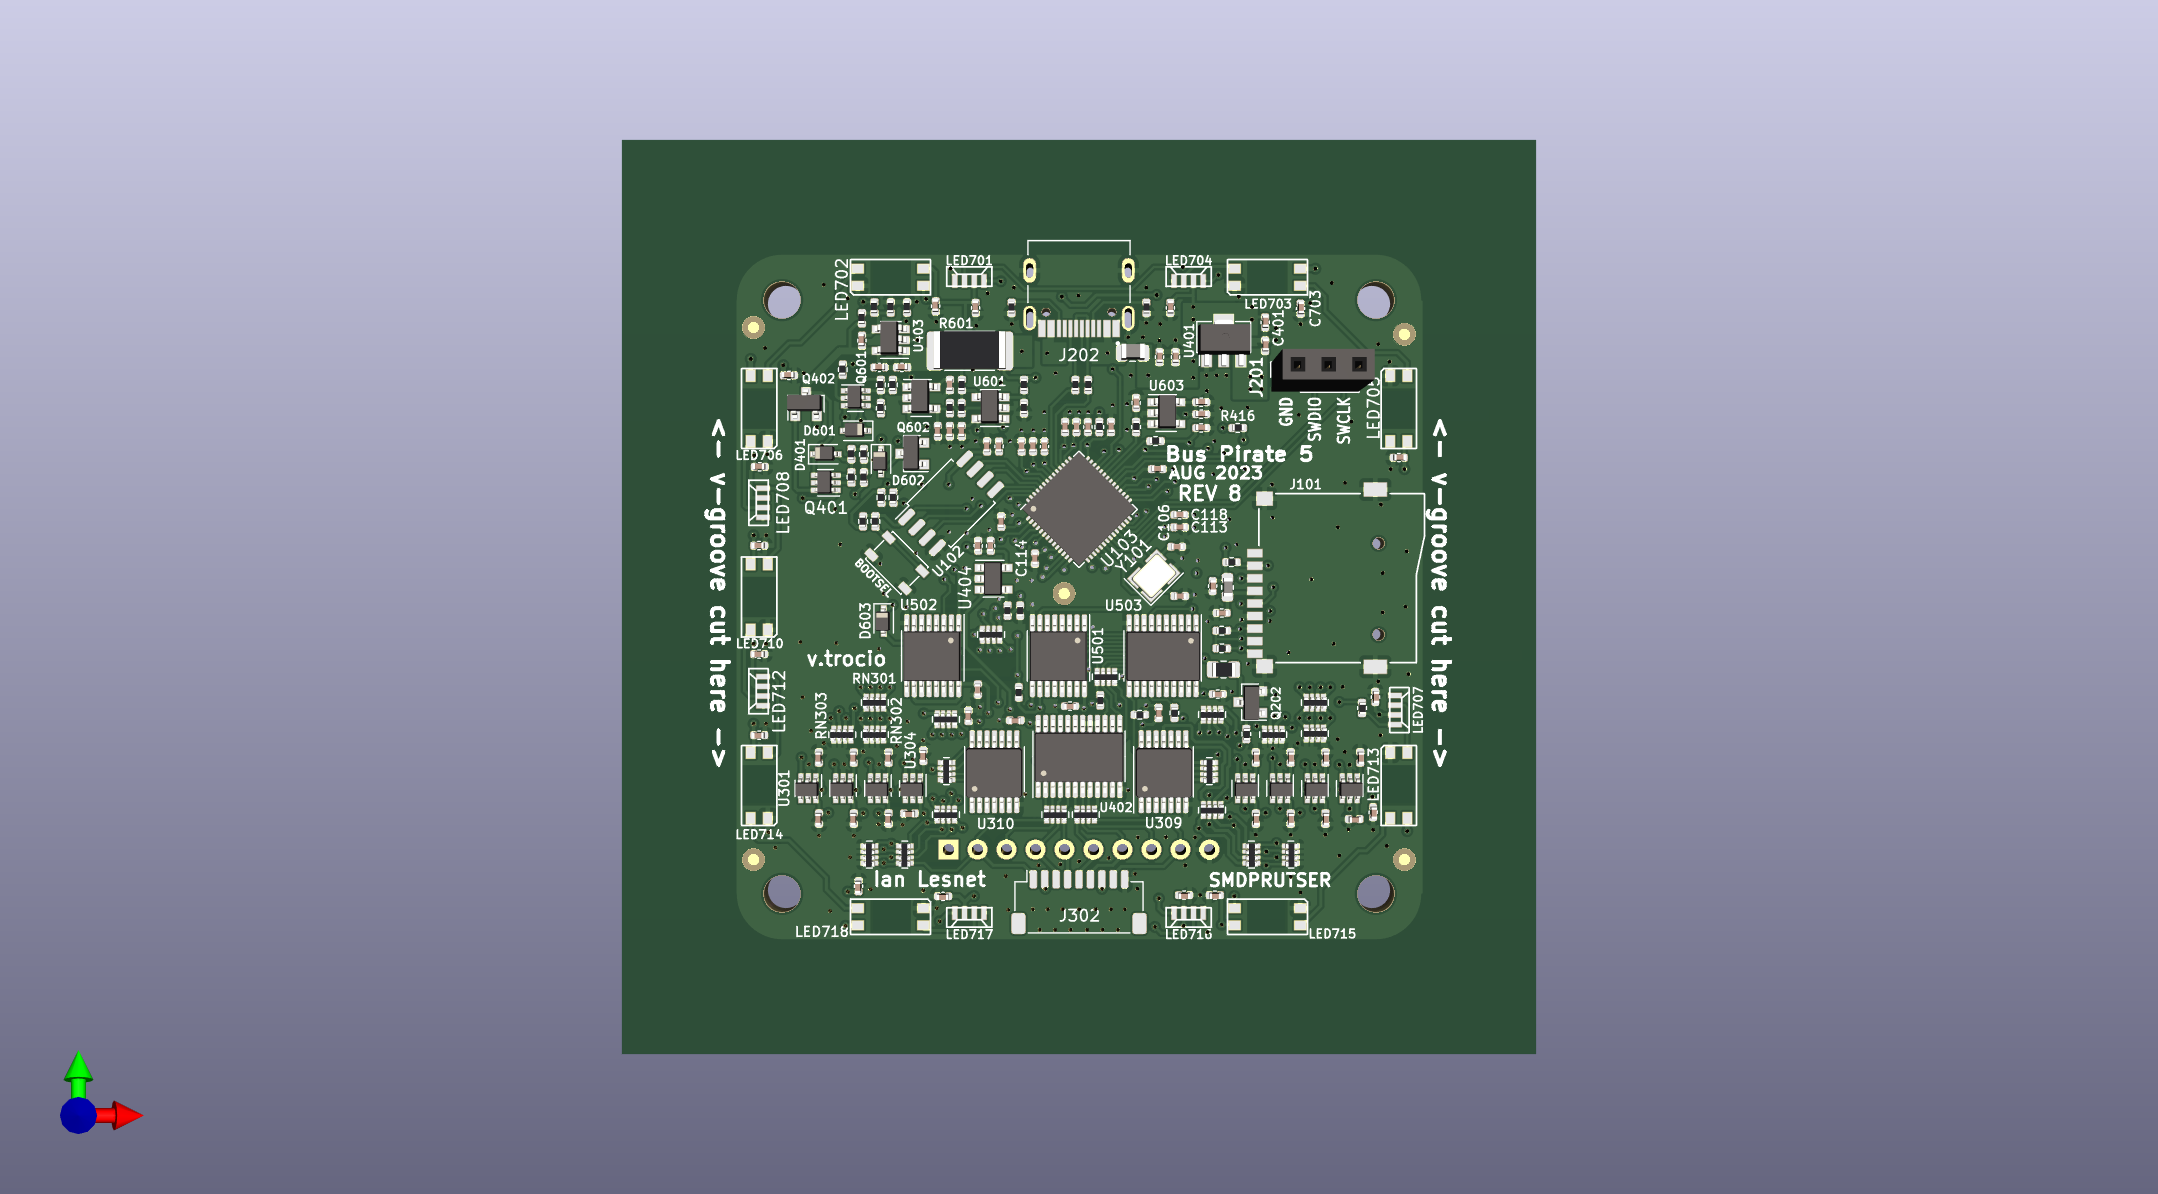 LED701
LED704
LED702
LED703
C703
U403
R601
U401
C401
J202
J201
Q402
Q601
U601
U603
GND
SWDIO
SWCLK
D601
Q602
R416
D401
LED706
Bus Pirate 5
AUG 2023
REV 8
D602
J101
LED708
Q401
C106
C118
C113
U102
U404
C114
U103
Y101
BOOTSEL
<- v-groove cut here ->
<- v-groove cut here ->
U502
U503
D603
U501
LED710
v.trocio
RN301
LED712
RN303
RN302
Q202
LED707
U304
U301
LED713
U402
U310
U309
LED714
Ian Lesnet
SMDPRUTSER
J302
LED718
LED717
LED715